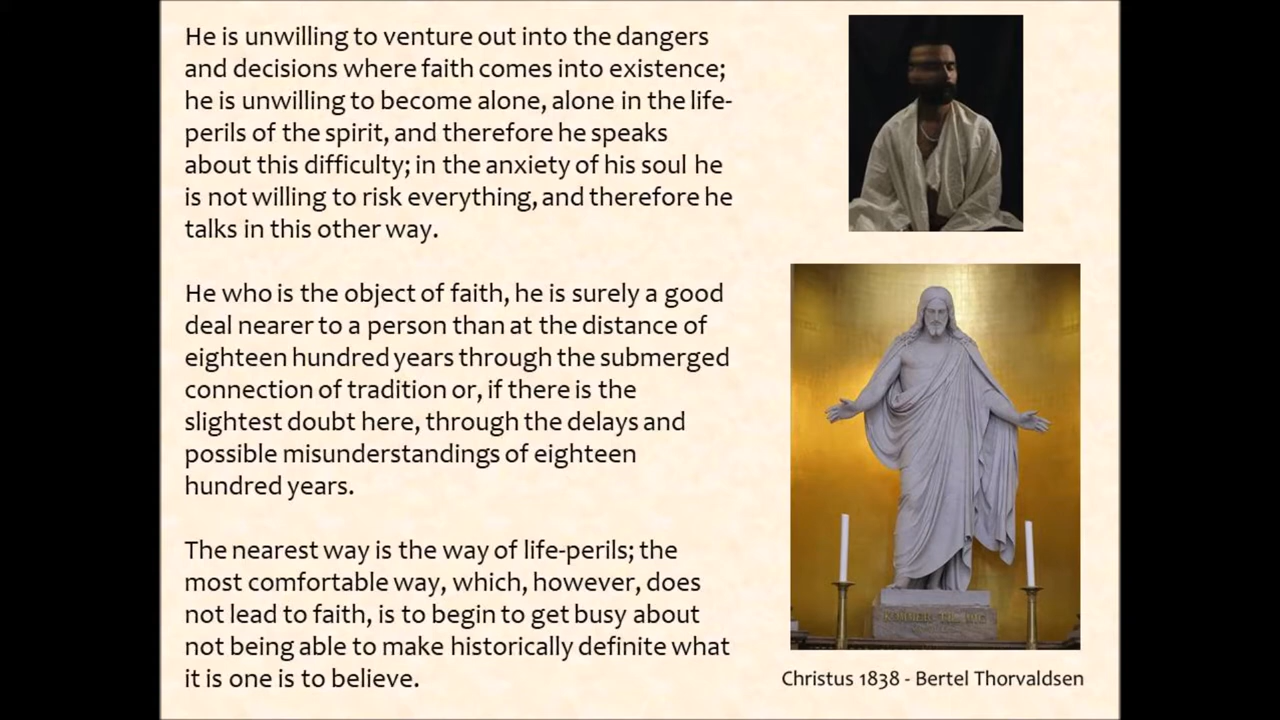 He is unwilling to venture out into the dangers
and decisions where faith comes into existence;
he is unwilling to become alone, alone in the life-
perils of the spirit, and therefore he speaks
about this difficulty; in the anxiety of his soul he
is not willing to risk everything, and therefore he
talks in this other way.
He who is the object of faith, he is surely a good
deal nearer to a person than at the distance of
eighteen hundred years through the submerged
connection of tradition or, if there is the
slightest doubt here, through the delays and
possible misunderstandings of eighteen
hundred years.
The nearest way is the way of life-perils; the
most comfortable way, which, however, does
not lead to faith, is to begin to get busy about
not being able to make historically definite what
it is one is to believe.
Christus 1838 - Bertel Thorvaldsen